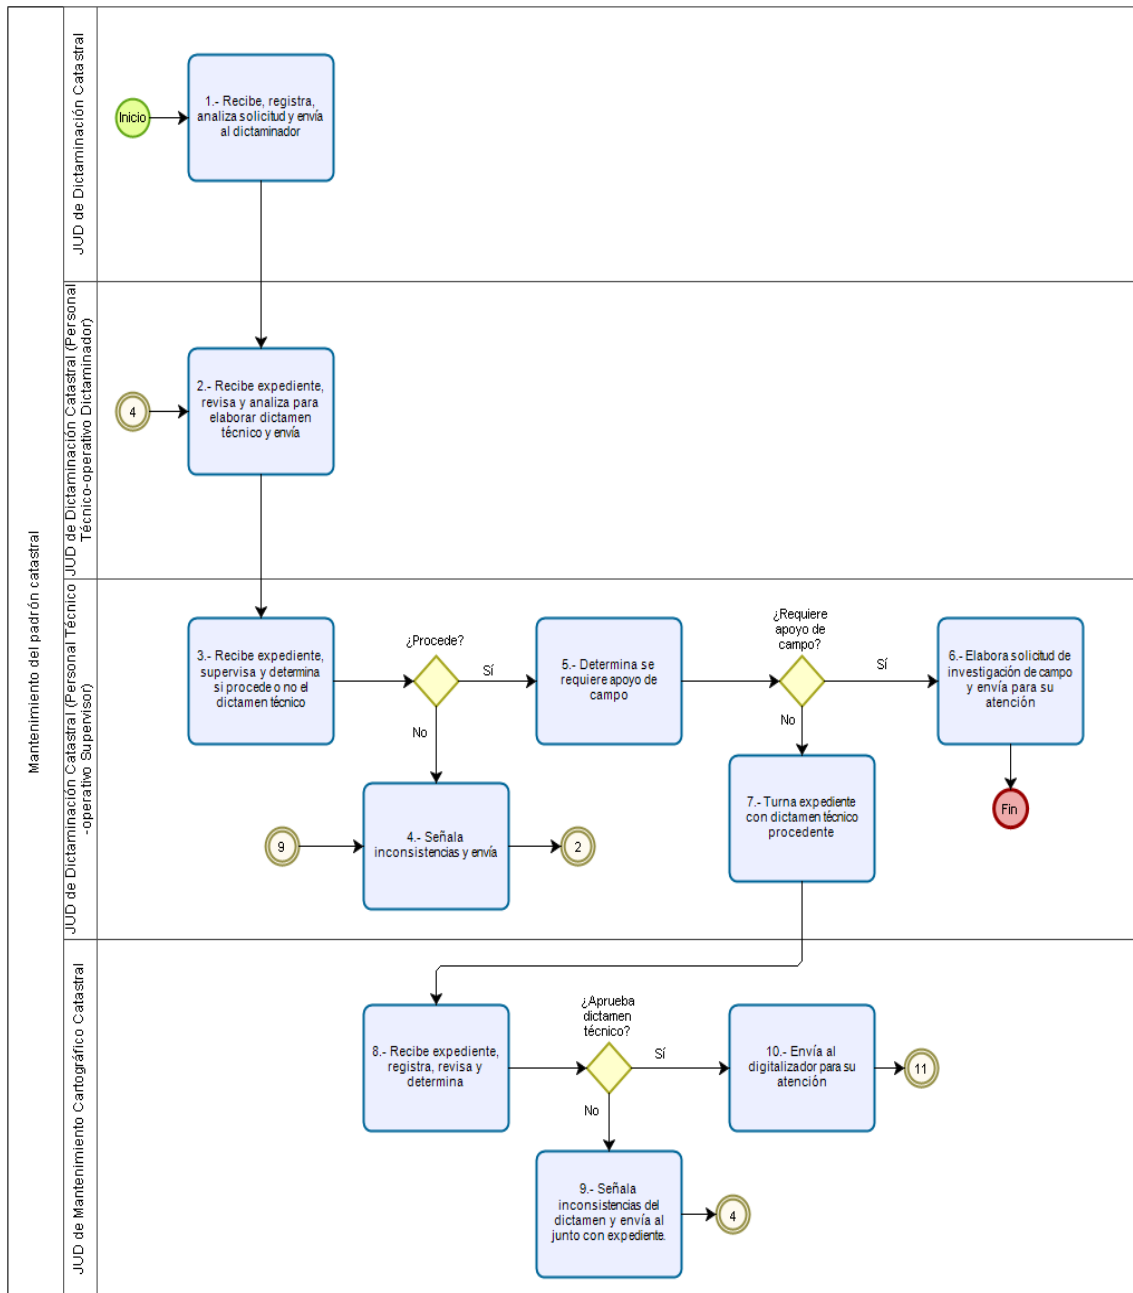 Mantenimiento del padrón catastral
JUD de Dictaminación Catastral
Inicio
1.- Recibe, registra,
analiza solicitud y envía
al dictaminador
JUD de Dictaminación Catastral (Personal
Técnico-operativo Dictaminador)
4
2.- Recibe expediente,
revisa y analiza para
elaborar dictamen
técnico y envía
JUD de Dictaminación Catastral (Personal Técnico
-operativo Supervisor)
3.- Recibe expediente,
supervisa y determina
si procede o no el
dictamen técnico
¿Procede?
Sí
No
5.- Determina se
requiere apoyo de
campo
¿Requiere
apoyo de
campo?
Sí
No
6.- Elabora solicitud de
investigación de campo
y envía para su
atención
Fin
9
4.- Señala
inconsistencias y envía
2
7.- Turna expediente
con dictamen técnico
procedente
JUD de Mantenimiento Cartográfico Catastral
8.- Recibe expediente,
registra, revisa y
determina
¿Aprueba
dictamen
técnico?
Sí
No
10.- Envía al
digitalizador para su
atención
11
9.- Señala
inconsistencias del
dictamen y envía al
junto con expediente.
4